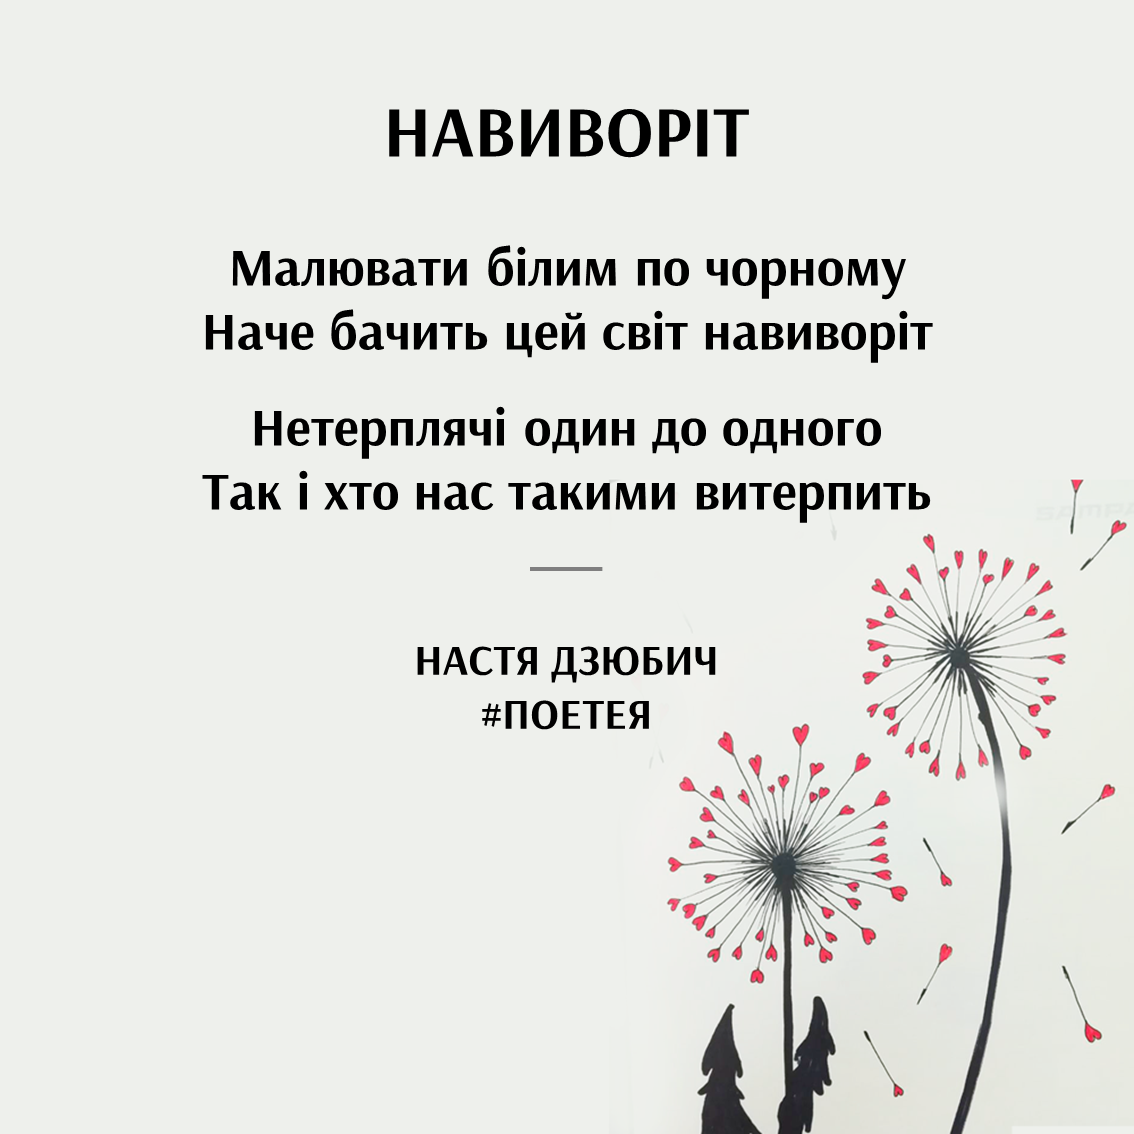 НАВИВОРІТ
Малювати білим по чорному
Наче бачить цей світ навиворіт
Нетерплячі один до одного
Так і хто нас такими витерпить
НАСТЯ ДЗЮБИЧ
#ПОЕТЕЯ